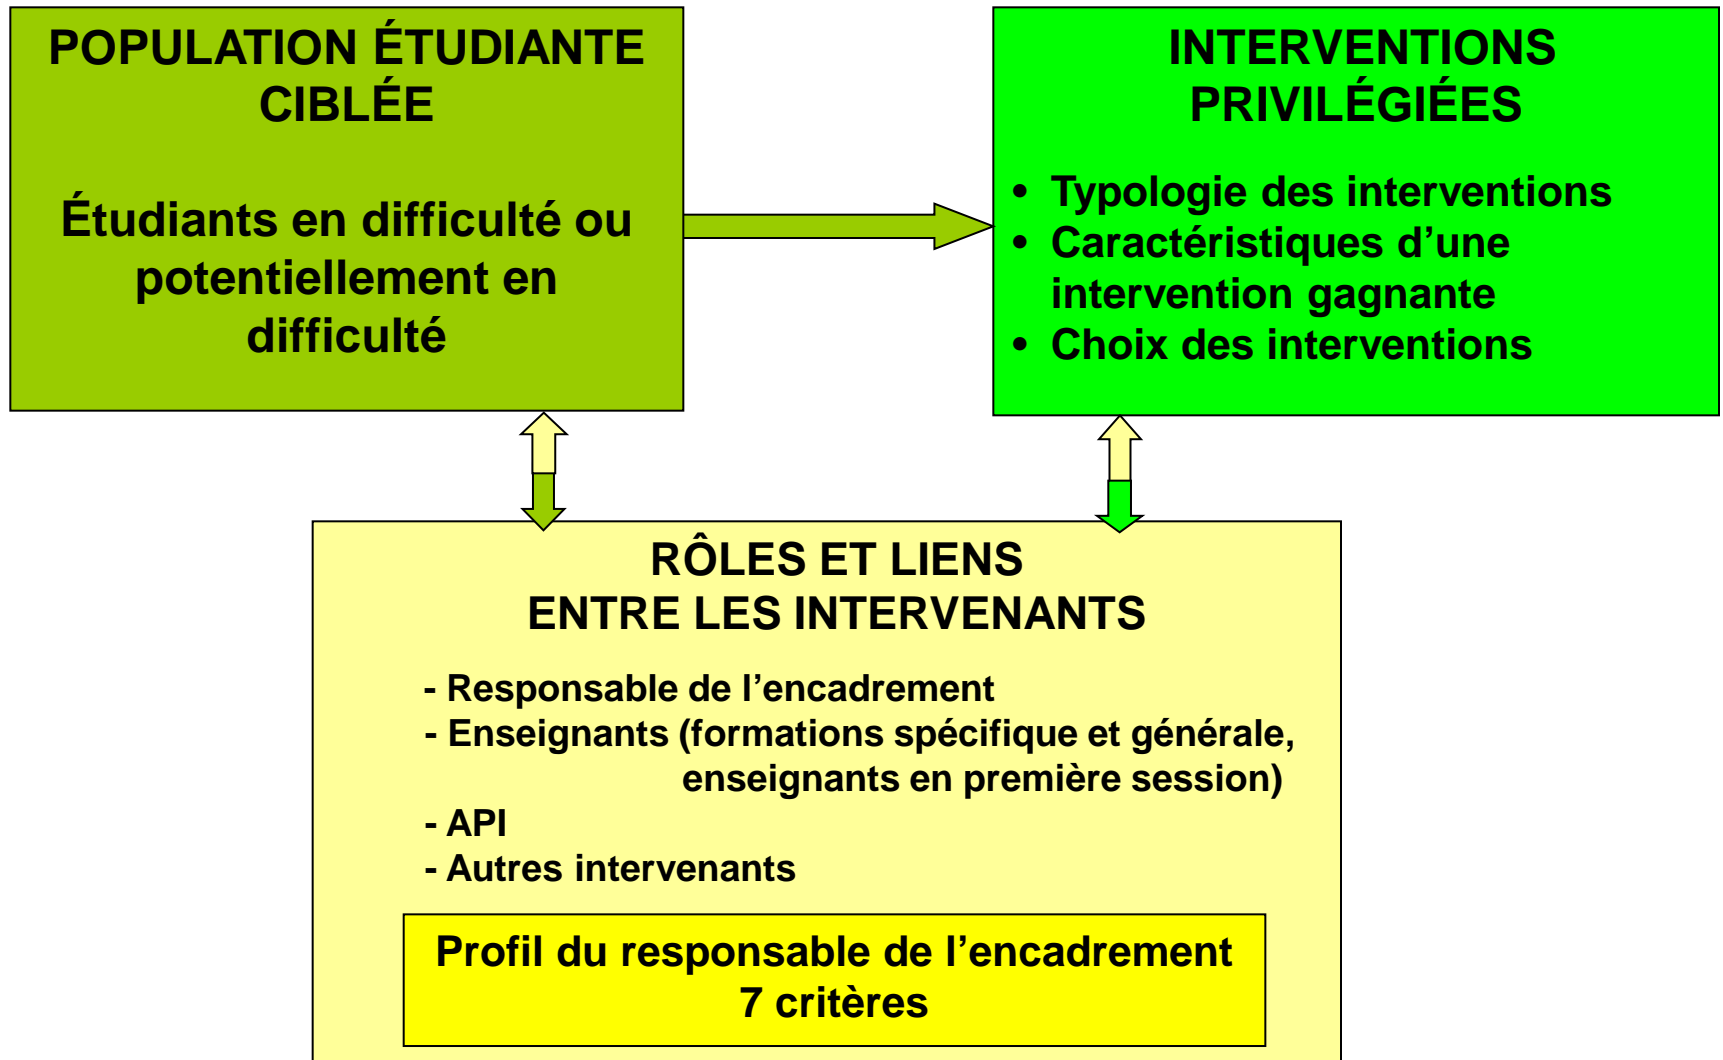 POPULATION ÉTUDIANTE
CIBLÉE
Étudiants en difficulté ou
potentiellement en
difficulté
INTERVENTIONS
PRIVILÉGIÉES
• Typologie des interventions
• Caractéristiques d’une
intervention gagnante
• Choix des interventions
RÔLES ET LIENS
ENTRE LES INTERVENANTS
- Responsable de l’encadrement
- Enseignants (formations spécifique et générale,
enseignants en première session)
- API
- Autres intervenants
Profil du responsable de l’encadrement
7 critères